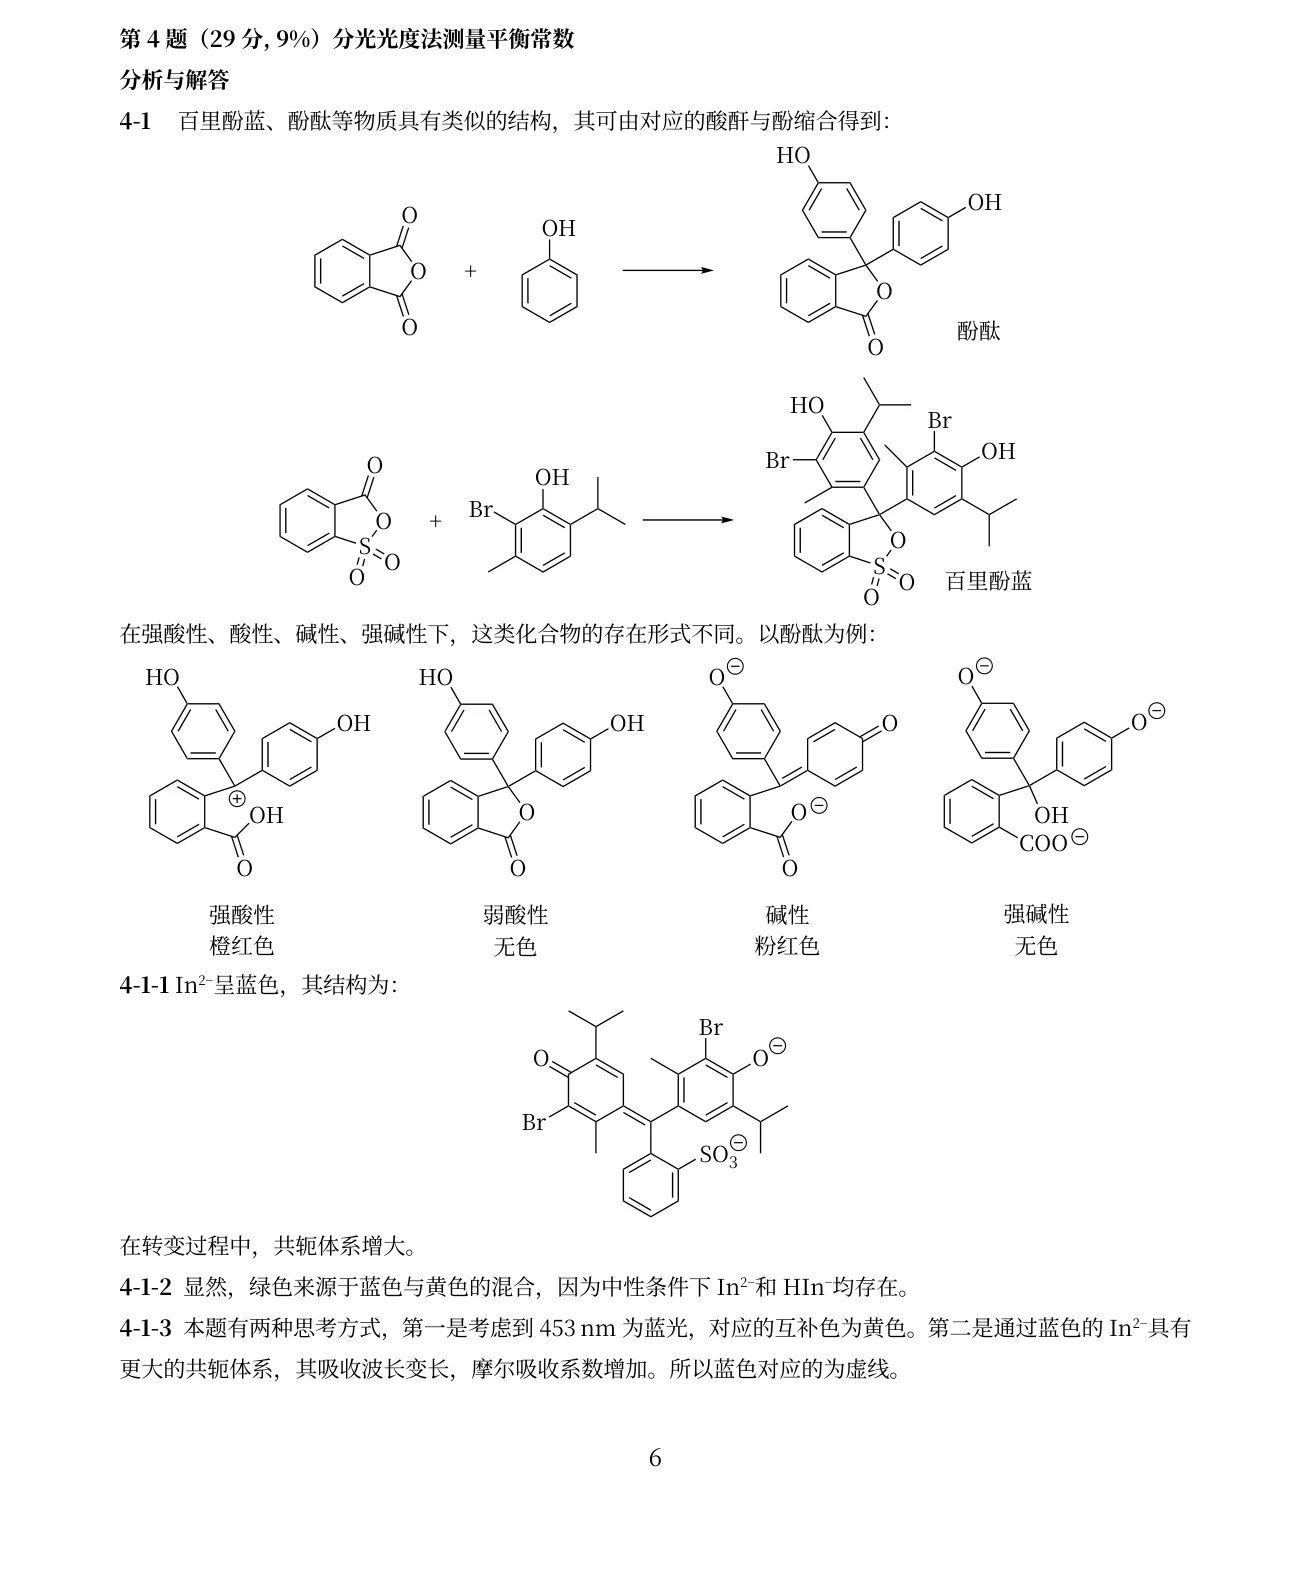 第 4 题（29 分, 9%）分光光度法测量平衡常数
分析与解答
4-1 百里酚蓝、酚酞等物质具有类似的结构，其可由对应的酸酐与酚缩合得到：
HO
OH
O
O
O
+
OH
O
O
酚酞
HO
Br
Br
OH
O
O
S
O
O
+
OH
Br
O
S
O
O
百里酚蓝
在强酸性、酸性、碱性、强碱性下，这类化合物的存在形式不同。以酚酞为例：
HO
OH
⊕
OH
O
HO
OH
O
O
O⊖
O
O⊖
O
O⊖
O⊖
OH
COO⊖
强酸性 弱酸性 碱性 强碱性
橙红色 无色 粉红色 无色
4-1-1 In²⁻呈蓝色，其结构为：
Br
O
O⊖
Br
SO₃⊖
在转变过程中，共轭体系增大。
4-1-2 显然，绿色来源于蓝色与黄色的混合，因为中性条件下 In²⁻和 HIn⁻均存在。
4-1-3 本题有两种思考方式，第一是考虑到 453 nm 为蓝光，对应的互补色为黄色。第二是通过蓝色的 In²⁻具有
更大的共轭体系，其吸收波长变长，摩尔吸收系数增加。所以蓝色对应的为虚线。
6